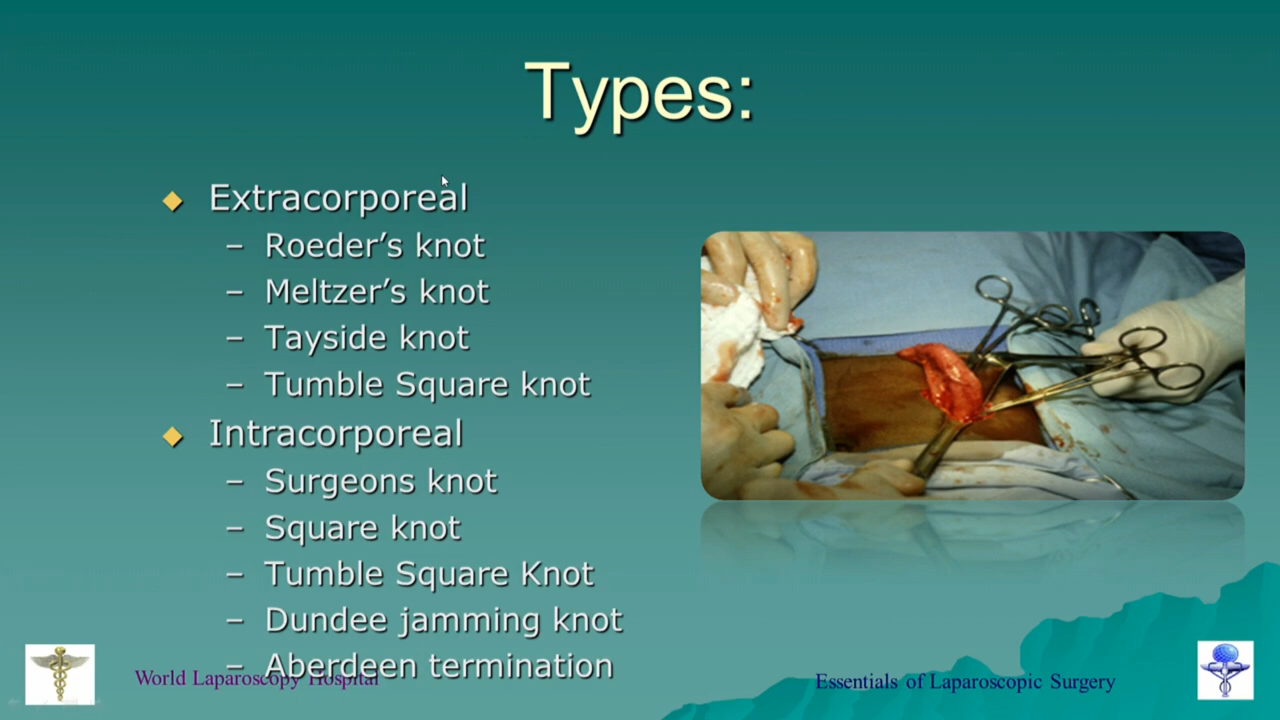 Types:
Extracorporeal
– Roeder’s knot
– Meltzer’s knot
– Tayside knot
– Tumble Square knot
Intracorporeal
– Surgeons knot
– Square knot
– Tumble Square Knot
– Dundee jamming knot
– Aberdeen termination
World Laparoscopy Hospital
Essentials of Laparoscopic Surgery